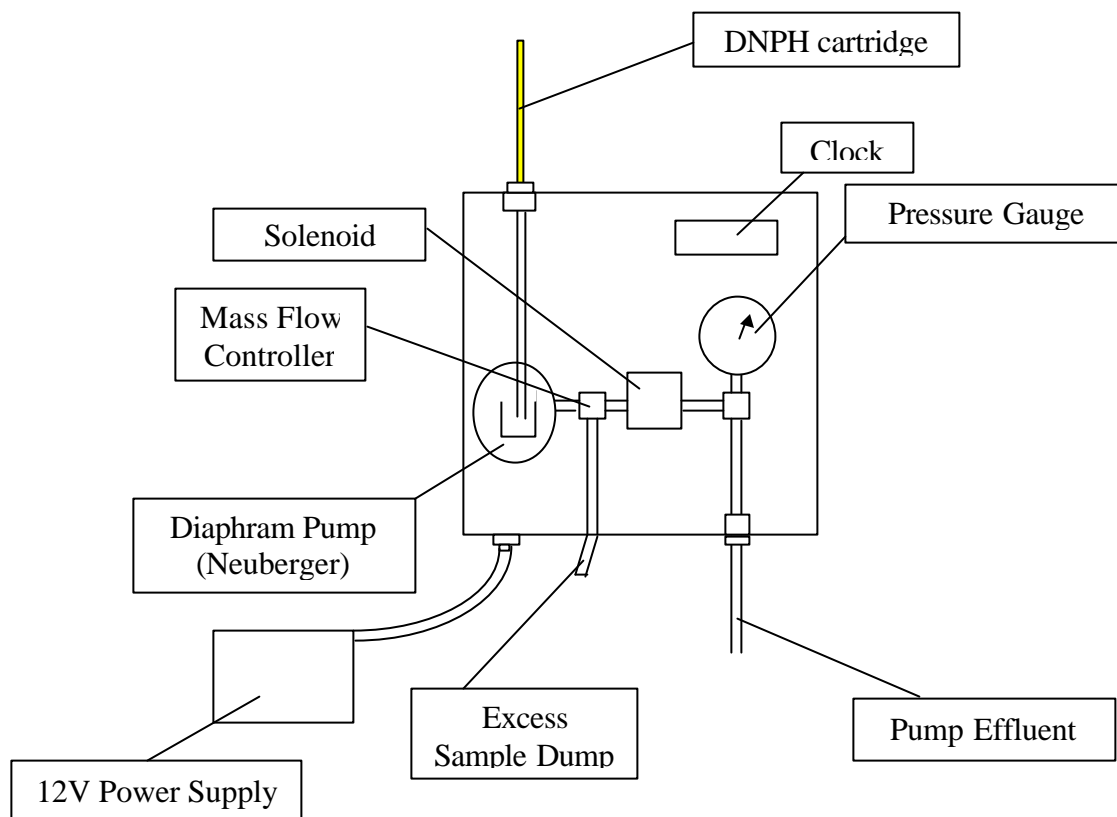 DNPH cartridge
Clock
Pressure Gauge
Solenoid
Mass Flow
Controller
Diaphram Pump
(Neuberger)
Excess
Sample Dump
Pump Effluent
12V Power Supply